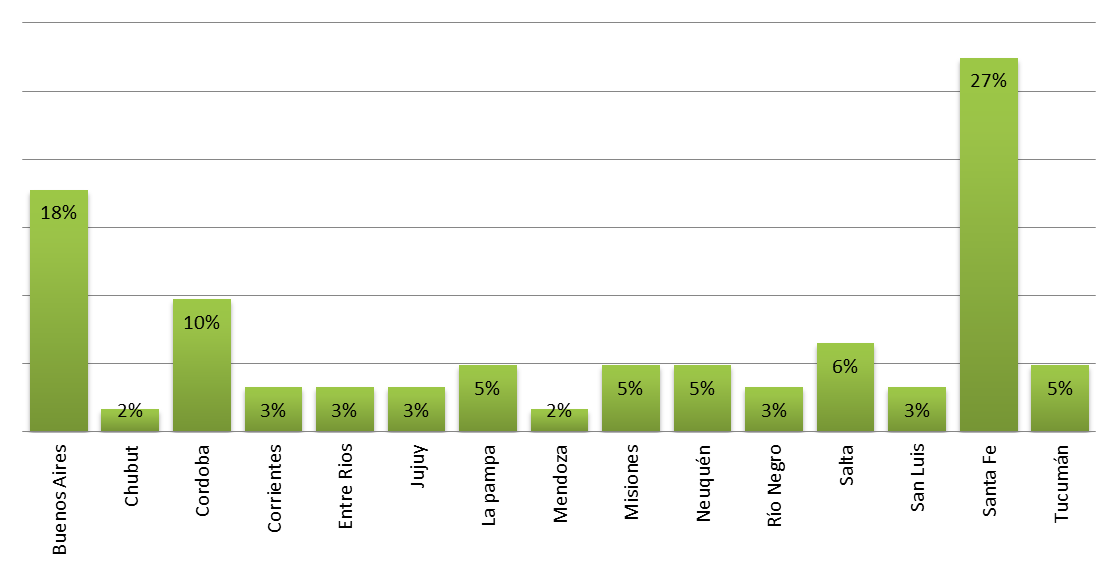 18%
2%
10%
3%
3%
3%
5%
2%
5%
5%
3%
6%
3%
27%
5%
Buenos Aires
Chubut
Cordoba
Corrientes
Entre Rios
Jujuy
La pampa
Mendoza
Misiones
Neuquén
Río Negro
Salta
San Luis
Santa Fe
Tucumán